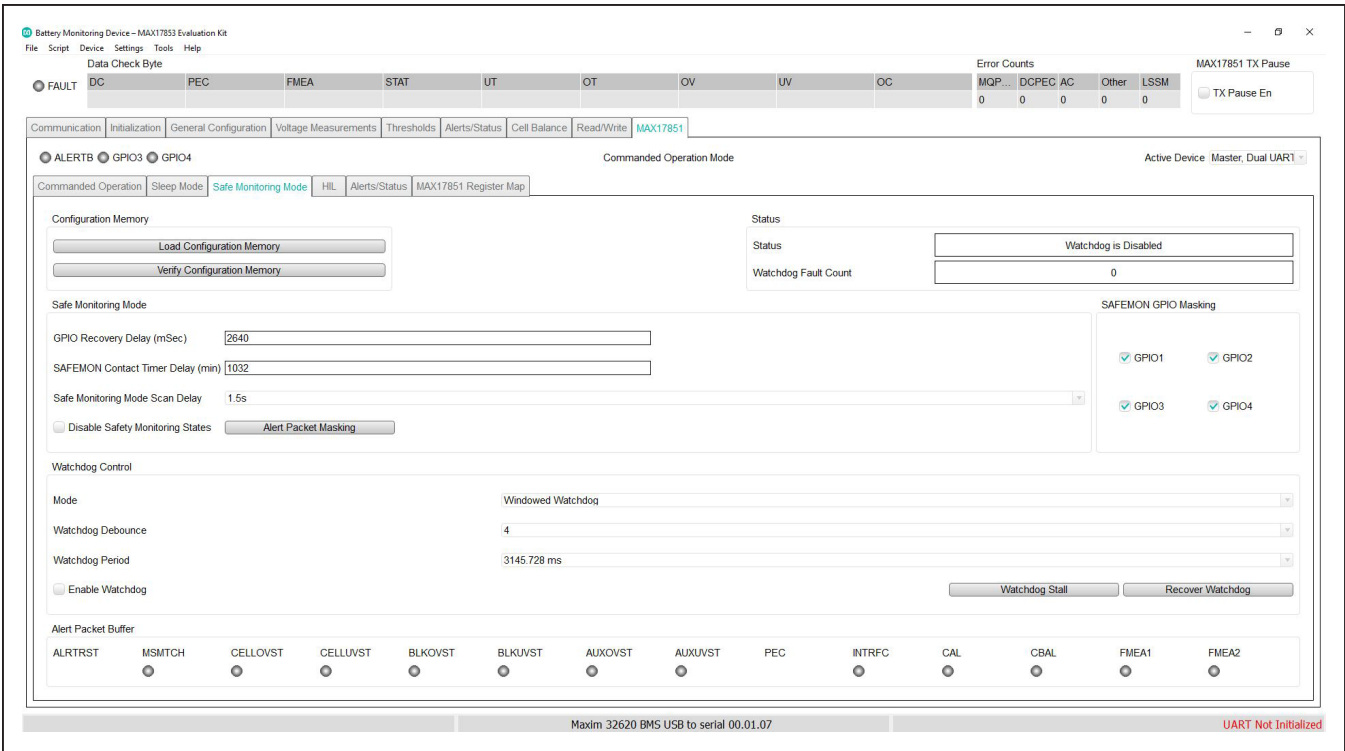 Battery Monitoring Device – MAX17853 Evaluation Kit
File Script Device Settings Tools Help
Data Check Byte Error Counts MAX17851 TX Pause
FAULT DC PEC FMEA STAT UT OT OV UV OC MQP... DCPEC AC Other LSSM
TX Pause En
0 0 0 0 0
Communication Initialization General Configuration Voltage Measurements Thresholds Alerts/Status Cell Balance Read/Write MAX17851
ALERTB GPIO3 GPIO4 Commanded Operation Mode Active Device Master, Dual UART
Commanded Operation Sleep Mode Safe Monitoring Mode HIL Alerts/Status MAX17851 Register Map
Configuration Memory Status
Load Configuration Memory Status Watchdog is Disabled
Verify Configuration Memory Watchdog Fault Count 0
Safe Monitoring Mode SAFEMON GPIO Masking
GPIO Recovery Delay (mSec) 2640
GPIO1 GPIO2
SAFEMON Contact Timer Delay (min) 1032
Safe Monitoring Mode Scan Delay 1.5s
GPIO3 GPIO4
Disable Safety Monitoring States Alert Packet Masking
Watchdog Control
Mode Windowed Watchdog
Watchdog Debounce 4
Watchdog Period 3145.728 ms
Enable Watchdog Watchdog Stall Recover Watchdog
Alert Packet Buffer
ALRTRST MSMTCH CELLOVST CELLUVST BLKOVST BLKUVST AUXOVST AUXUVST PEC INTRFC CAL CBAL FMEA1 FMEA2
Maxim 32620 BMS USB to serial 00.01.07 UART Not Initialized